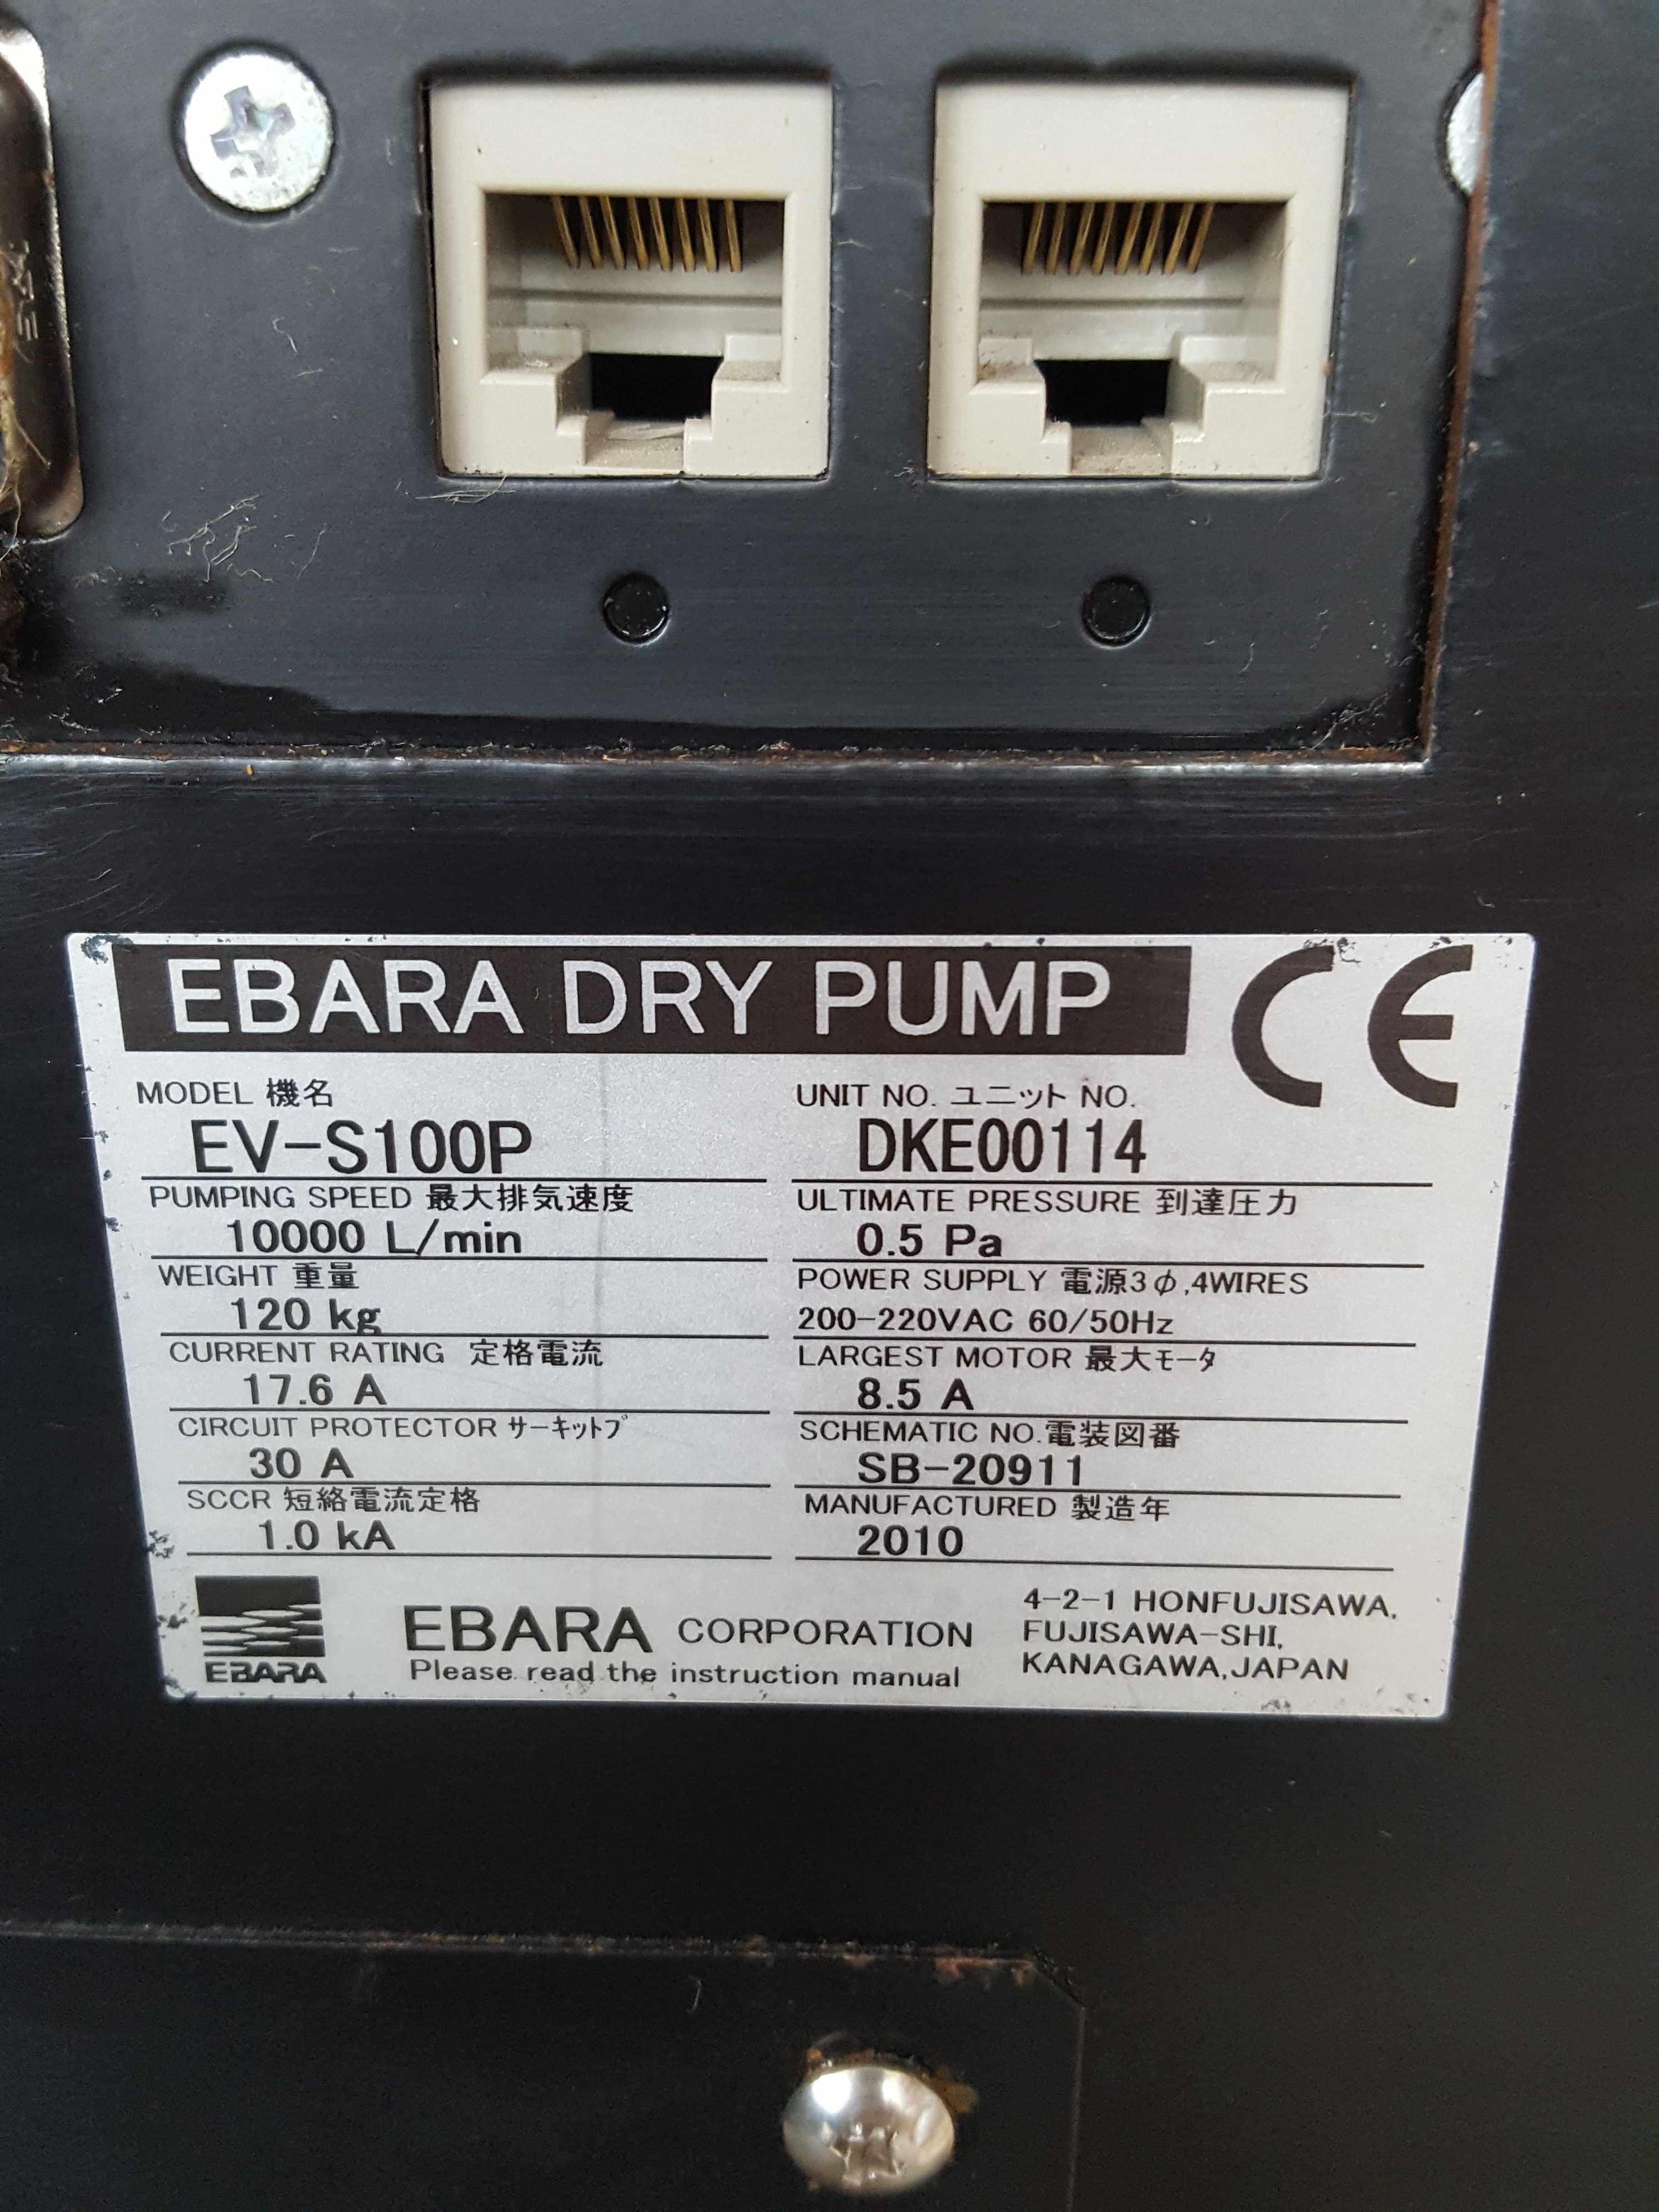 EBARA DRY PUMP CE
MODEL 機名
EV-S100P
UNIT NO. ユニット NO.
DKE00114
PUMPING SPEED 最大排気速度
10000 L/min
ULTIMATE PRESSURE 到達圧力
0.5 Pa
WEIGHT 重量
120 kg
POWER SUPPLY 電源3φ,4WIRES
200-220VAC 60/50Hz
CURRENT RATING 定格電流
17.6 A
LARGEST MOTOR 最大モータ
8.5 A
CIRCUIT PROTECTOR サーキットプ
30 A
SCHEMATIC NO.電装図番
SB-20911
SCCR 短絡電流定格
1.0 kA
MANUFACTURED 製造年
2010
EBARA
EBARA CORPORATION
Please read the instruction manual
4-2-1 HONFUJISAWA,
FUJISAWA-SHI,
KANAGAWA,JAPAN